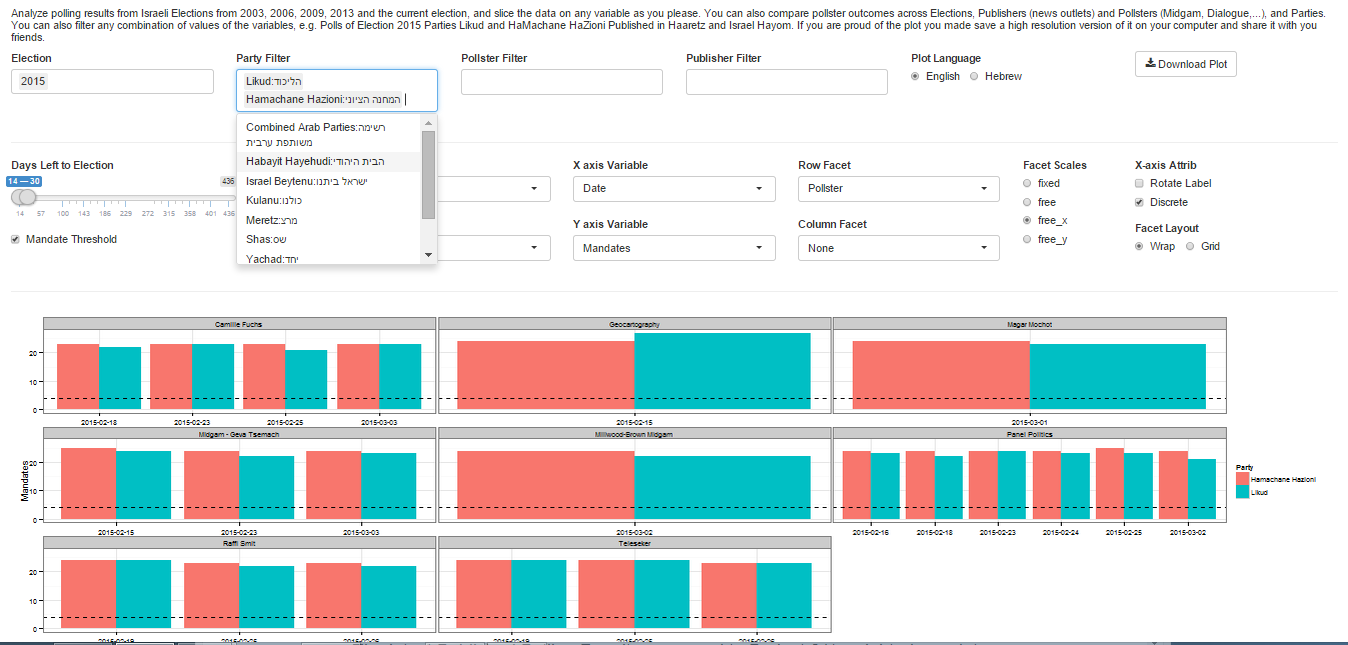 Analyze polling results from Israeli Elections from 2003, 2006, 2009, 2013 and the current election, and slice the data on any variable as you please. You can also compare pollster outcomes across Elections, Publishers (news outlets) and Pollsters (Midgam, Dialogue,...), and Parties.
You can also filter any combination of values of the variables, e.g. Polls of Election 2015 Parties Likud and HaMachane HaZioni Published in Haaretz and Israel Hayom. If you are proud of the plot you made save a high resolution version of it on your computer and share it with you
friends.
Election
Party Filter
Pollster Filter
Publisher Filter
Plot Language
Download Plot
2015
Likud:הליכוד
Hamachane Hazioni:המחנה הציוני
English
Hebrew
Combined Arab Parties:רשימה
משותפת ערבית
Habayit Hayehudi:הבית היהודי
Israel Beytenu:ישראל ביתנו
Kulanu:כולנו
Meretz:מרצ
Shas:שס
Yachad:יחד
Days Left to Election
14 — 30
436
14 57 100 143 186 229 272 315 358 401 436
Mandate Threshold
X axis Variable
Date
Y axis Variable
Mandates
Row Facet
Pollster
Column Facet
None
Facet Scales
fixed
free
free_x
free_y
X-axis Attrib
Rotate Label
Discrete
Facet Layout
Wrap
Grid
Camille Fuchs
Geocartography
Magar Mochot
20
10
0
2015-02-18 2015-02-23 2015-02-25 2015-03-03
2015-02-15
2015-03-01
Midgam - Geva Tsemach
Millwood-Brown Midgam
Panel Politics
Mandates
20
10
0
2015-02-15 2015-02-23 2015-03-03
2015-03-02
2015-02-16 2015-02-18 2015-02-23 2015-02-24 2015-02-25 2015-03-02
Party
Hamachane Hazioni
Likud
Raffi Smit
Teleseker
20
10
0